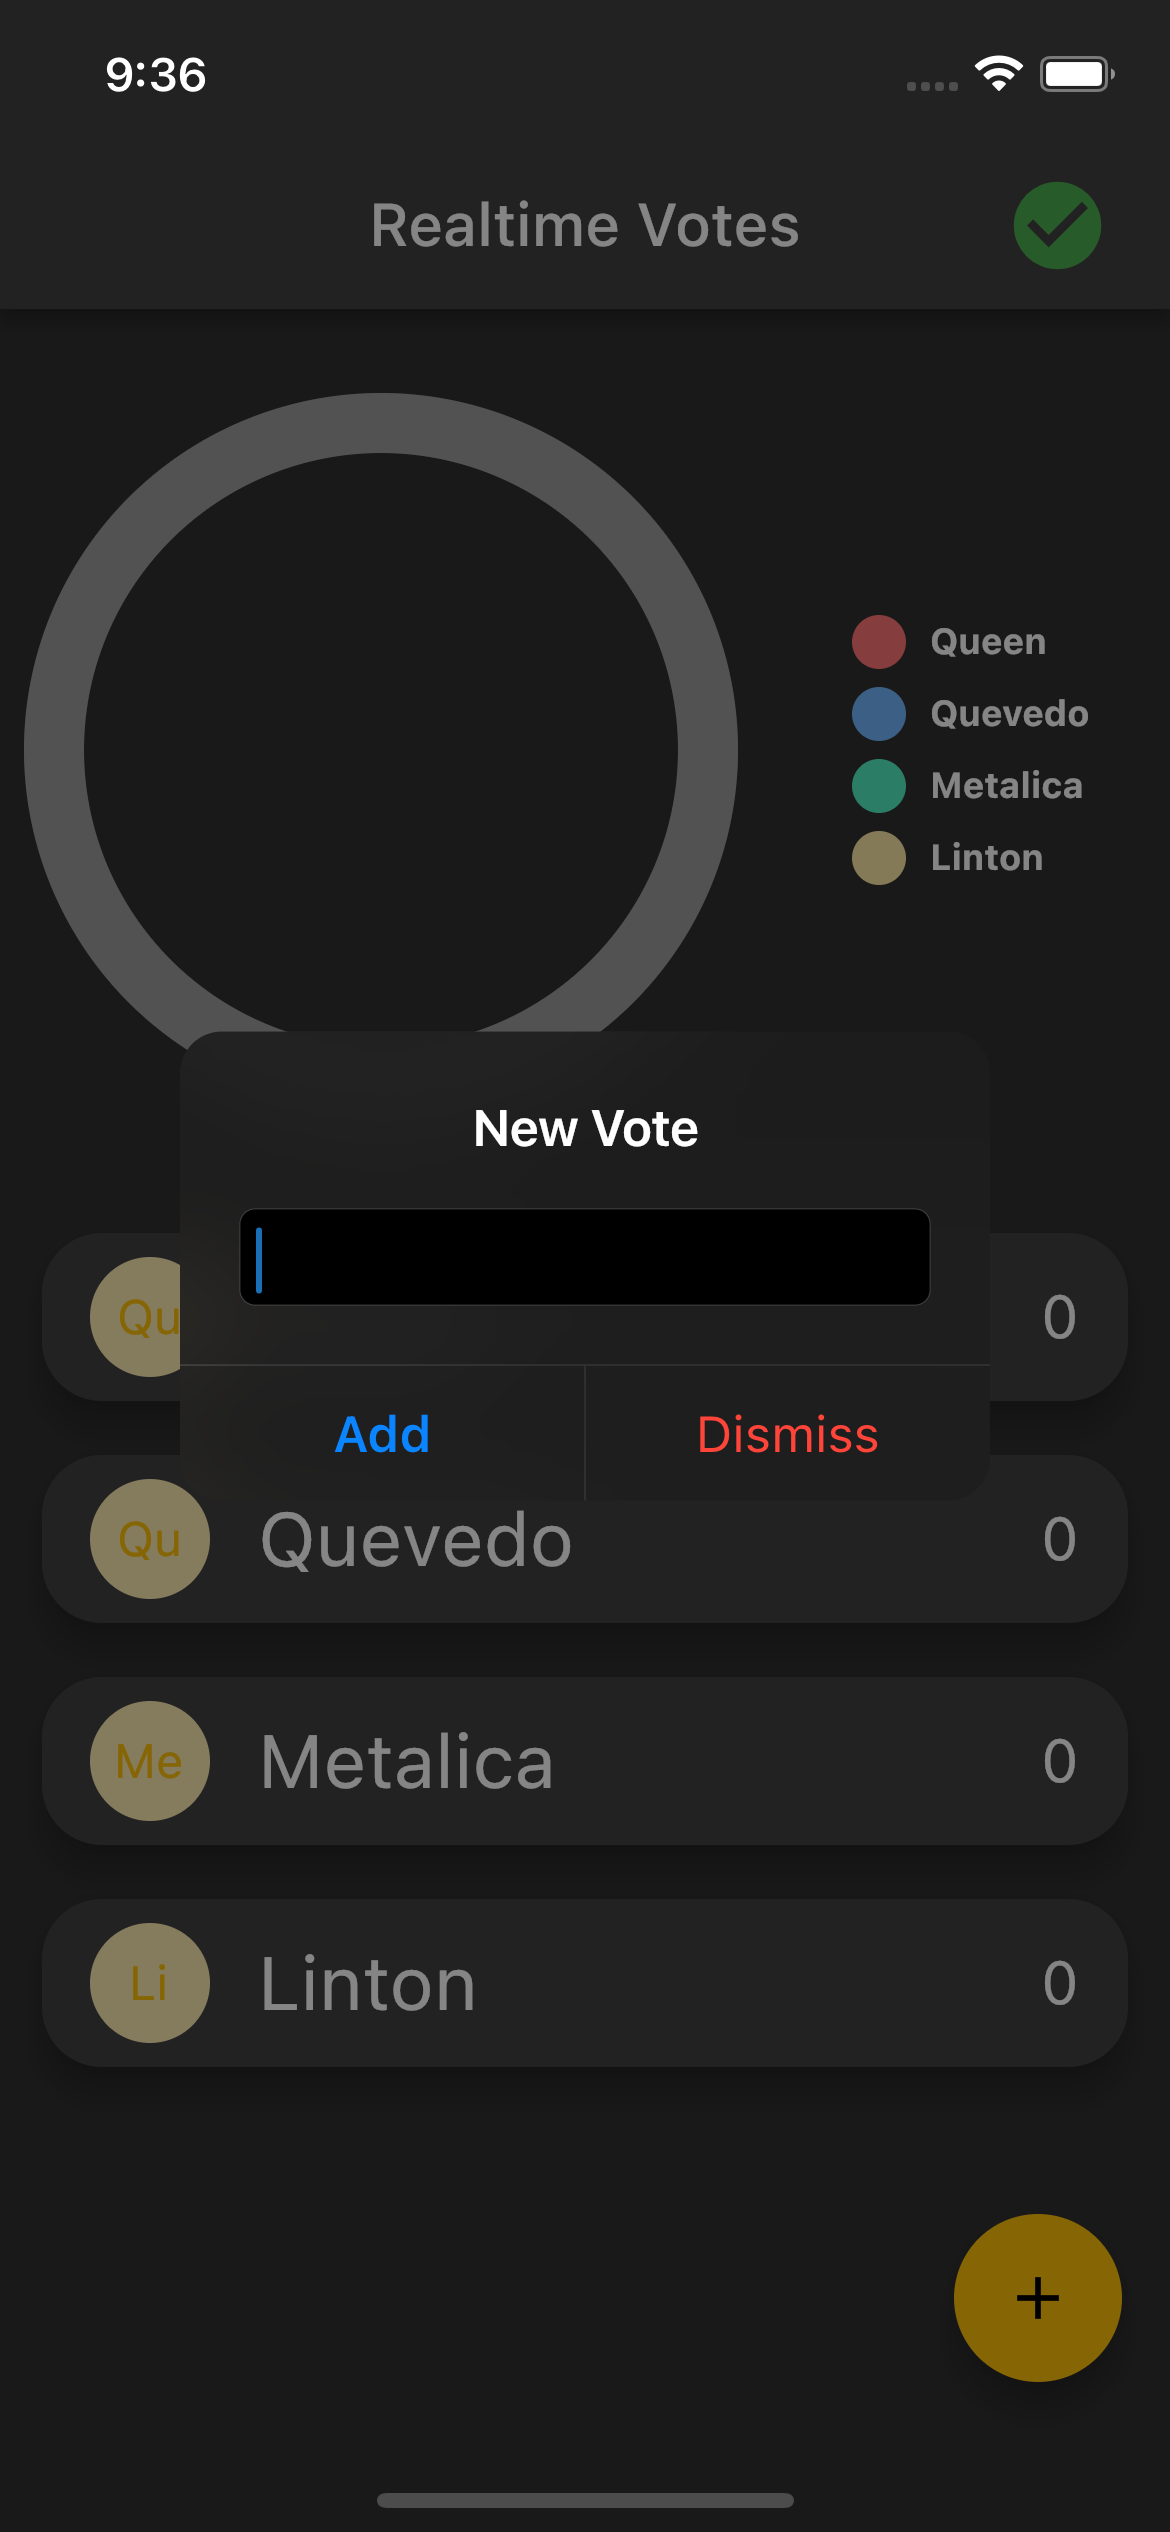 9:36
Realtime Votes
Queen
Quevedo
Metalica
Linton
New Vote
Qu 0
Add Dismiss
Qu Quevedo 0
Me Metalica 0
Li Linton 0
+